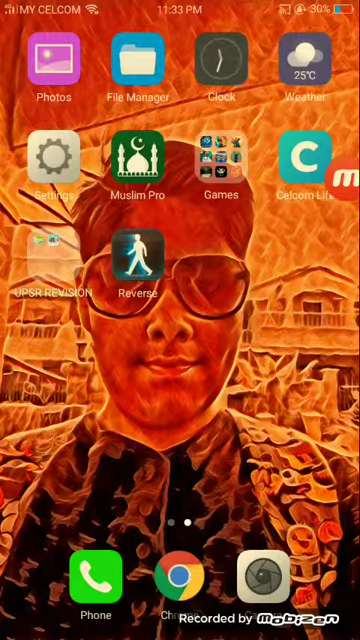 MY CELCOM 11:33 PM 30%
25°C
Photos File Manager Clock Weather
C
m
Settings Muslim Pro Games Celcom Life
UPSR REVISION Reverse
Phone Chrome
Recorded by mobizen